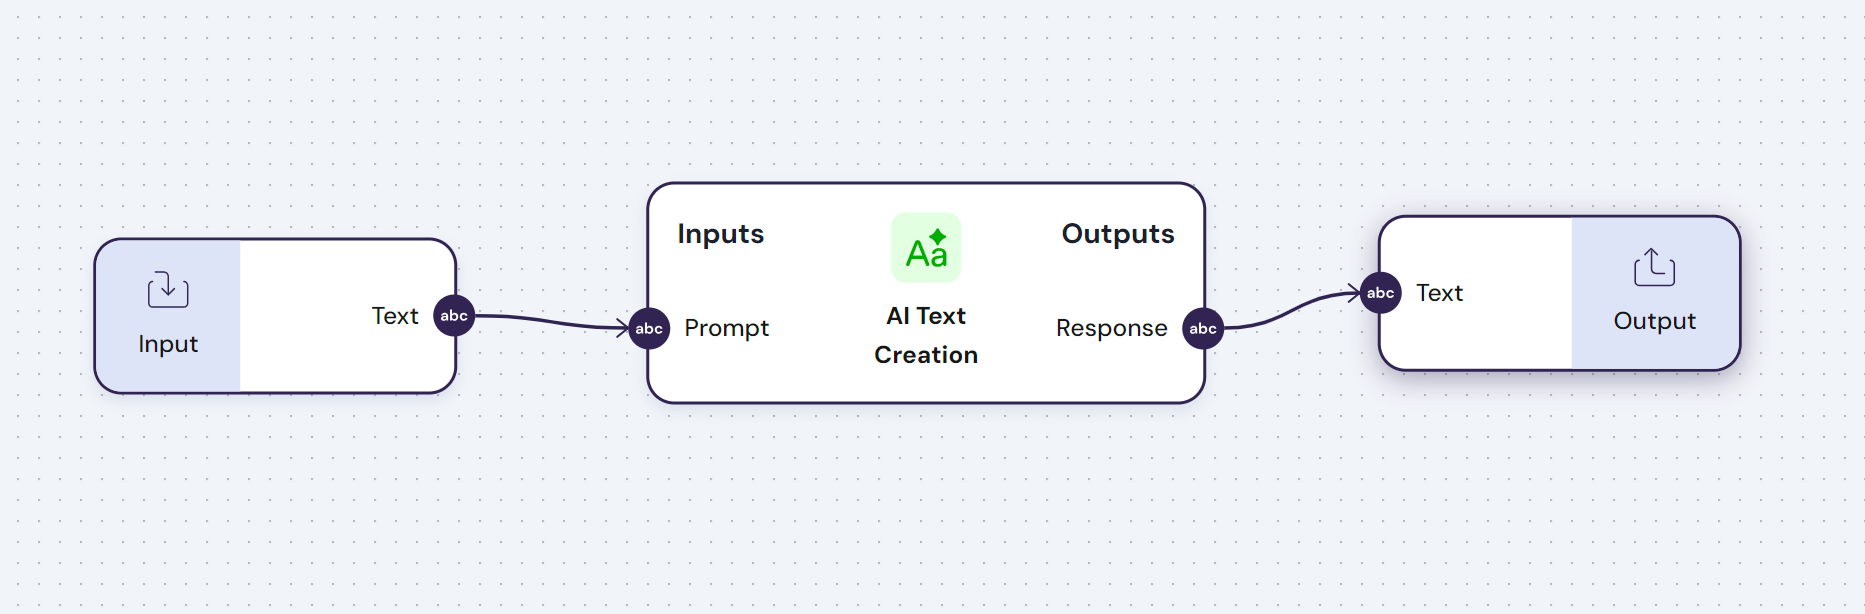 Input
Text
abc
abc
Inputs
Prompt
Aa
AI Text
Creation
Outputs
Response
abc
abc
Text
Output